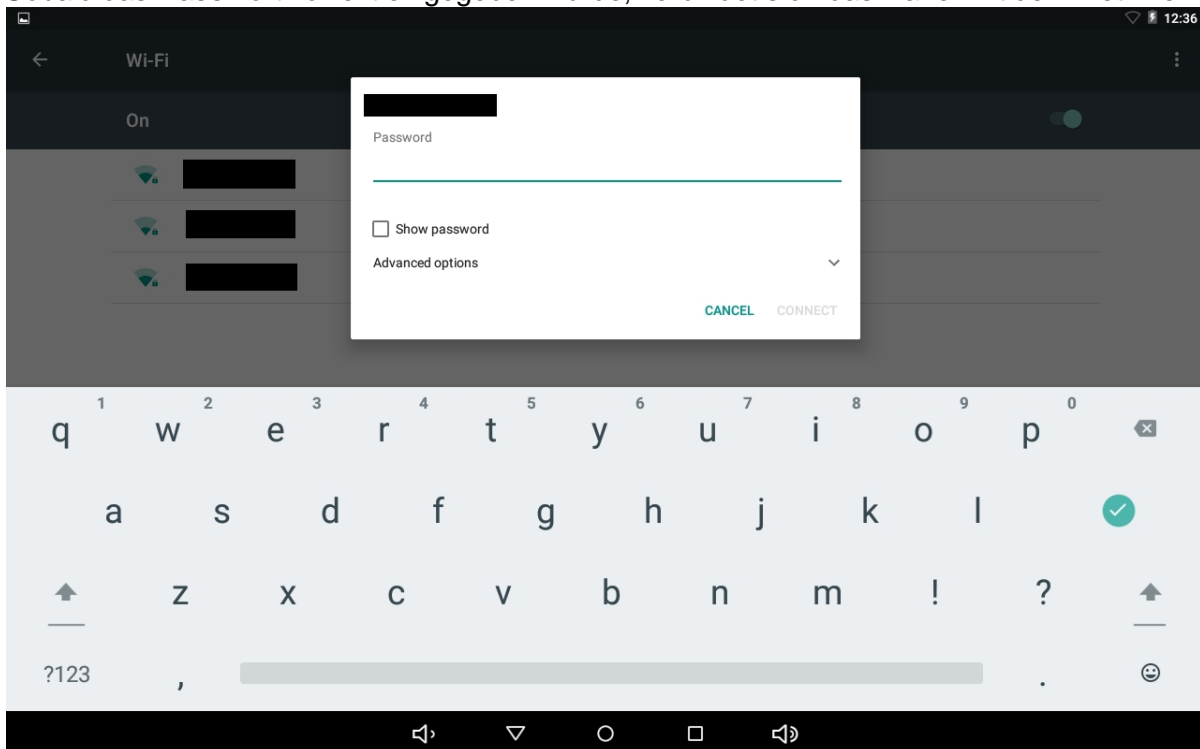 12:36
Wi-Fi
On
Password
Show password
Advanced options
CANCEL CONNECT
1 2 3 4 5 6 7 8 9 0
q w e r t y u i o p
a s d f g h j k l
z x c v b n m ! ?
?123 , .